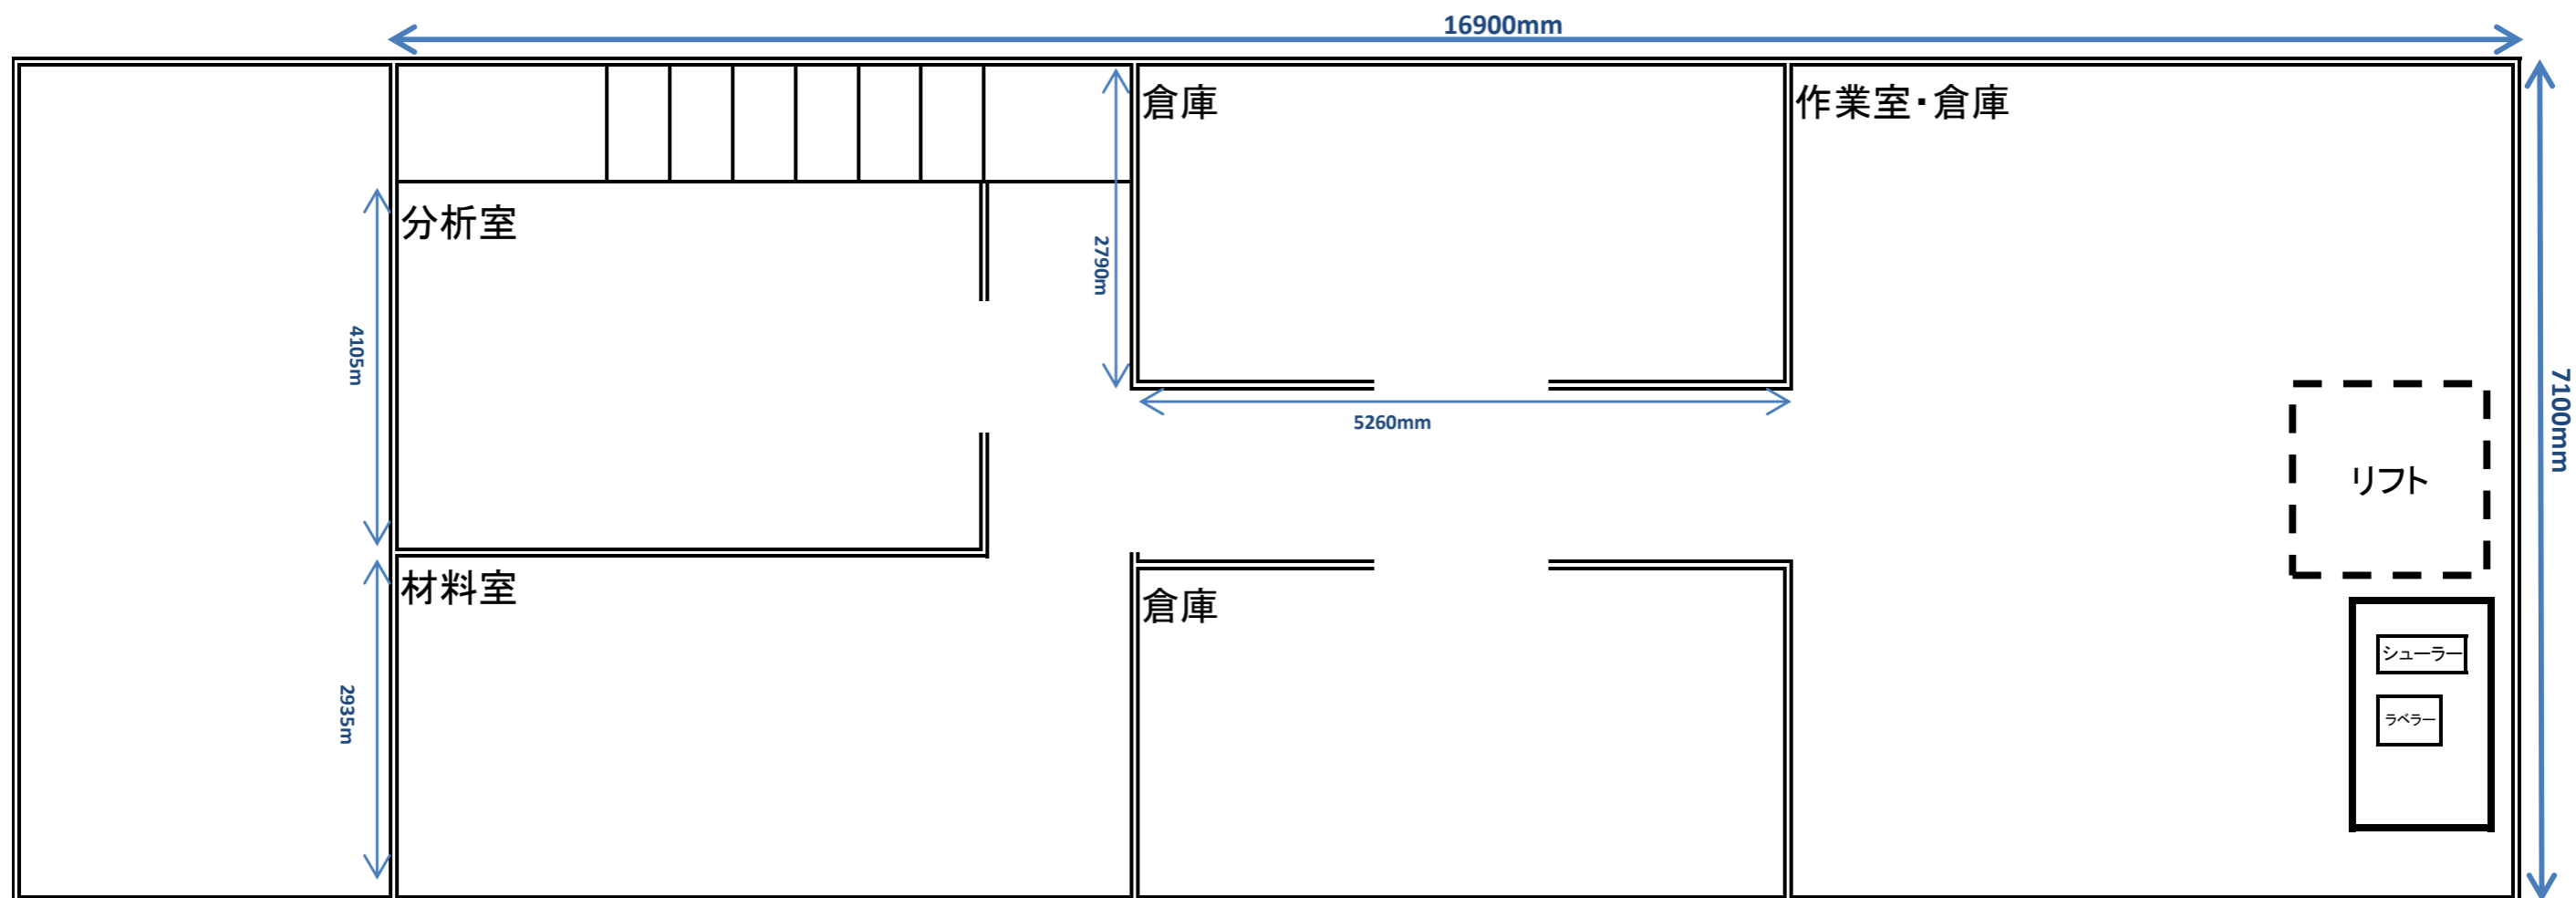 16900mm
倉庫
作業室・倉庫
分析室
2790m
4105m
7100mm
5260mm
リフト
材料室
倉庫
シューラー
2935m
ラベラー